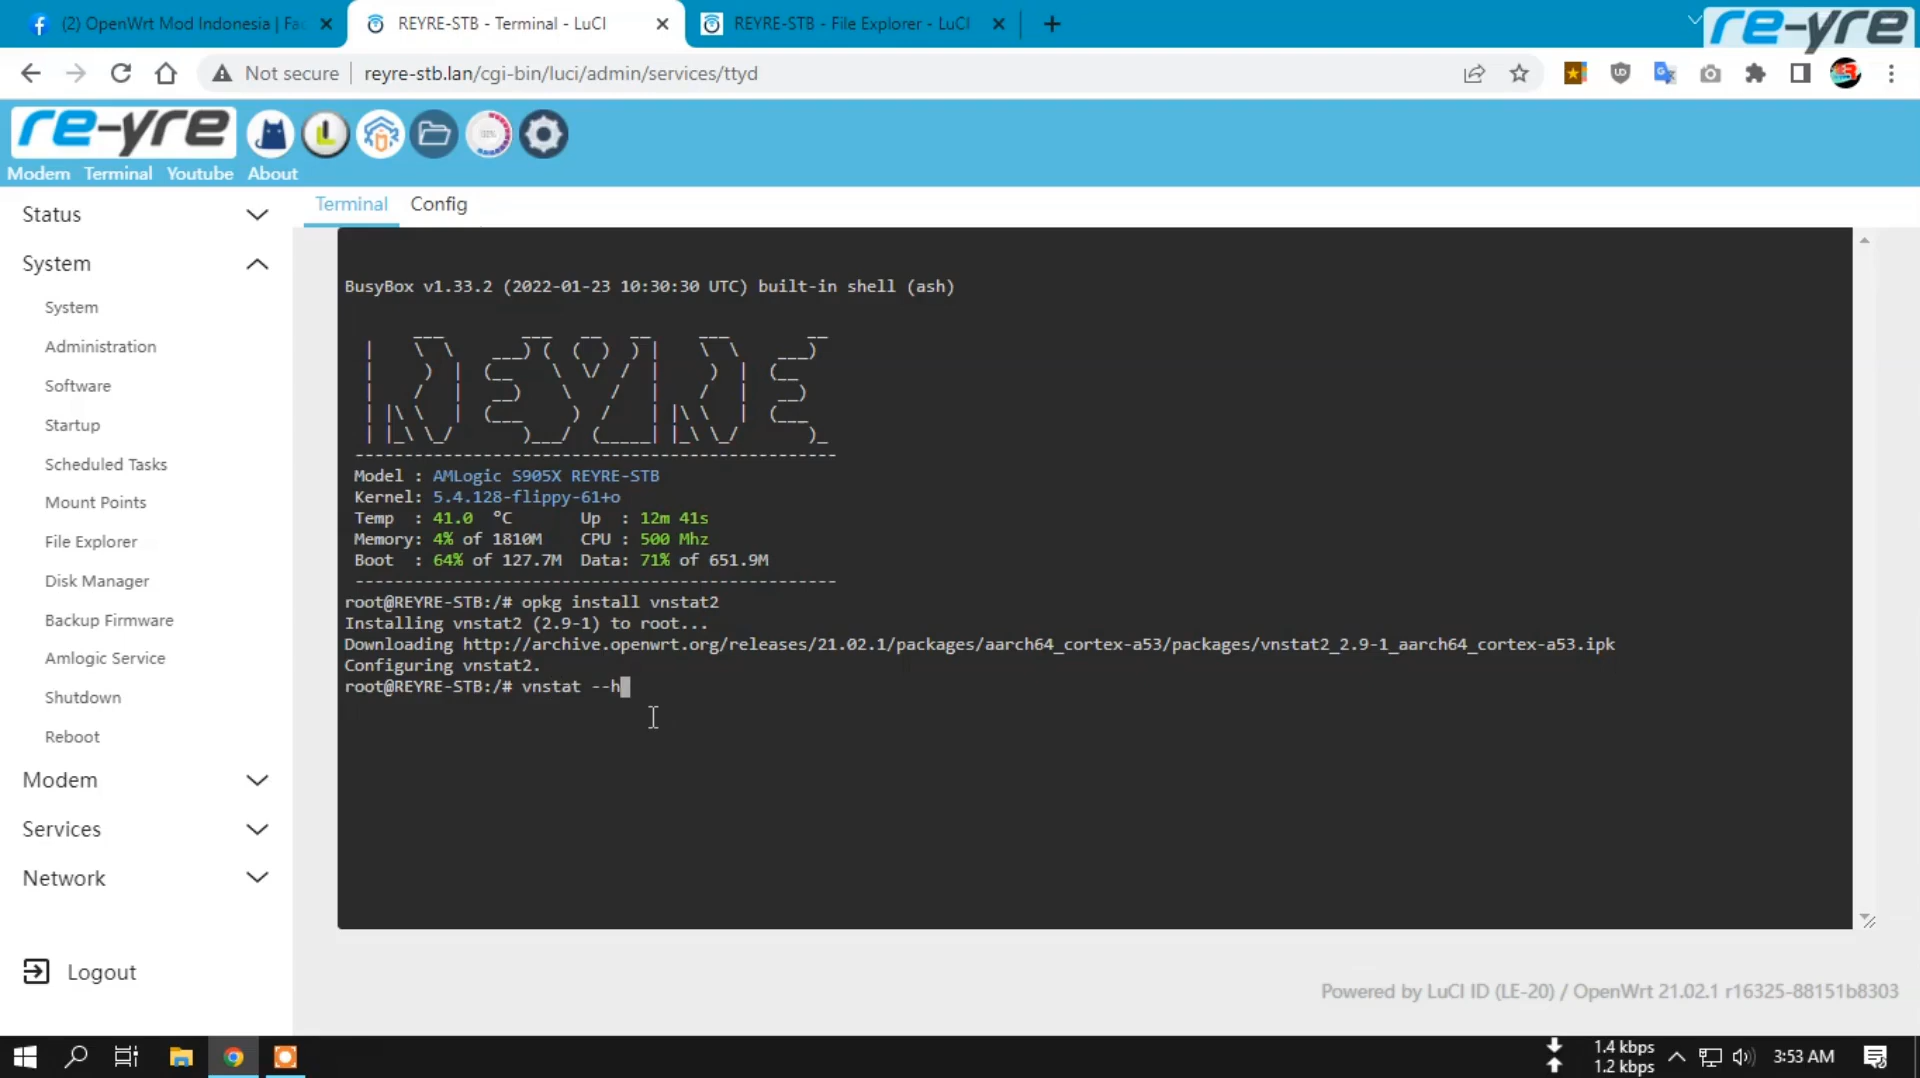 (2) OpenWrt Mod Indonesia | Fac
REYRE-STB - Terminal - LuCI
REYRE-STB - File Explorer - LuCI
re-yre
Not secure
reyre-stb.lan/cgi-bin/luci/admin/services/ttyd
re-yre
Modem Terminal Youtube About
Status
System
System
Administration
Software
Startup
Scheduled Tasks
Mount Points
File Explorer
Disk Manager
Backup Firmware
Amlogic Service
Shutdown
Reboot
Modem
Services
Network
Logout
Terminal Config
BusyBox v1.33.2 (2022-01-23 10:30:30 UTC) built-in shell (ash)
REYRE
Model : AMLogic S905X REYRE-STB
Kernel: 5.4.128-flippy-61+o
Temp : 41.0 °C Up : 12m 41s
Memory: 4% of 1810M CPU : 500 Mhz
Boot : 64% of 127.7M Data: 71% of 651.9M
root@REYRE-STB:/# opkg install vnstat2
Installing vnstat2 (2.9-1) to root...
Downloading http://archive.openwrt.org/releases/21.02.1/packages/aarch64_cortex-a53/packages/vnstat2_2.9-1_aarch64_cortex-a53.ipk
Configuring vnstat2.
root@REYRE-STB:/# vnstat --h
Powered by LuCI ID (LE-20) / OpenWrt 21.02.1 r16325-88151b8303
1.4 kbps
1.2 kbps
3:53 AM